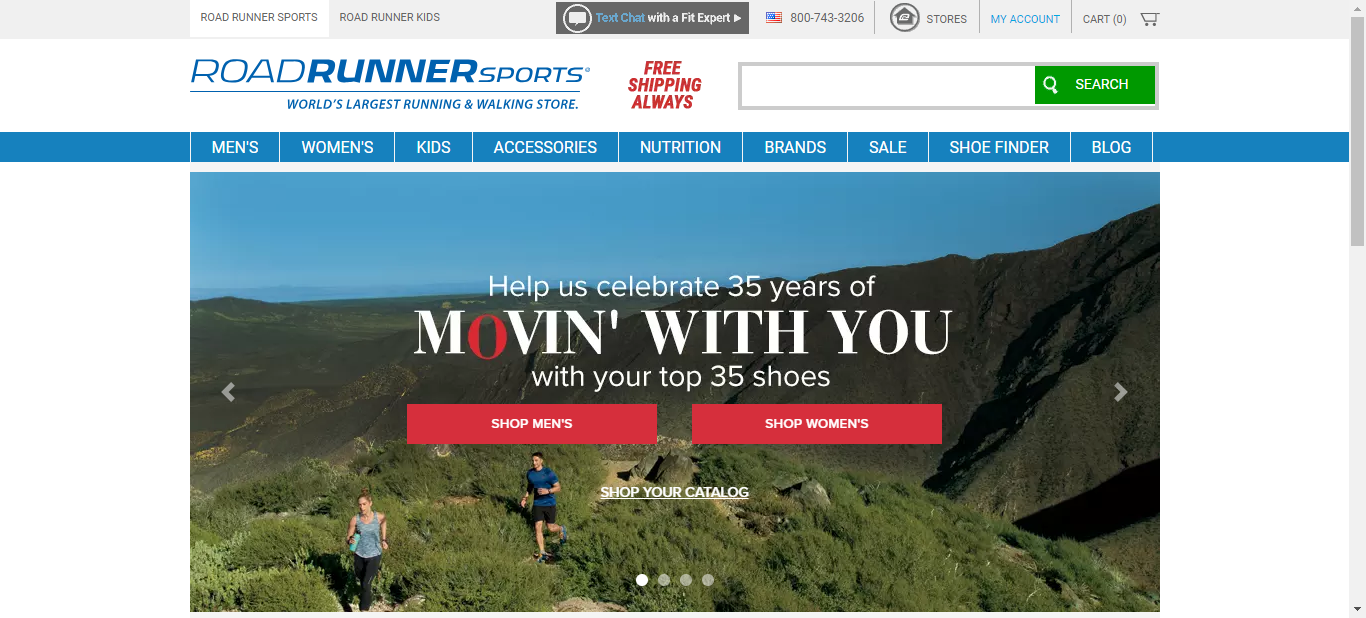 ROAD RUNNER SPORTS
ROAD RUNNER KIDS
Text Chat with a Fit Expert
800-743-3206
STORES
MY ACCOUNT
CART (0)
ROADRUNNER SPORTS®
WORLD'S LARGEST RUNNING & WALKING STORE.
FREE
SHIPPING
ALWAYS
SEARCH
MEN'S
WOMEN'S
KIDS
ACCESSORIES
NUTRITION
BRANDS
SALE
SHOE FINDER
BLOG
Help us celebrate 35 years of
MOVIN' WITH YOU
with your top 35 shoes
SHOP MEN'S
SHOP WOMEN'S
SHOP YOUR CATALOG